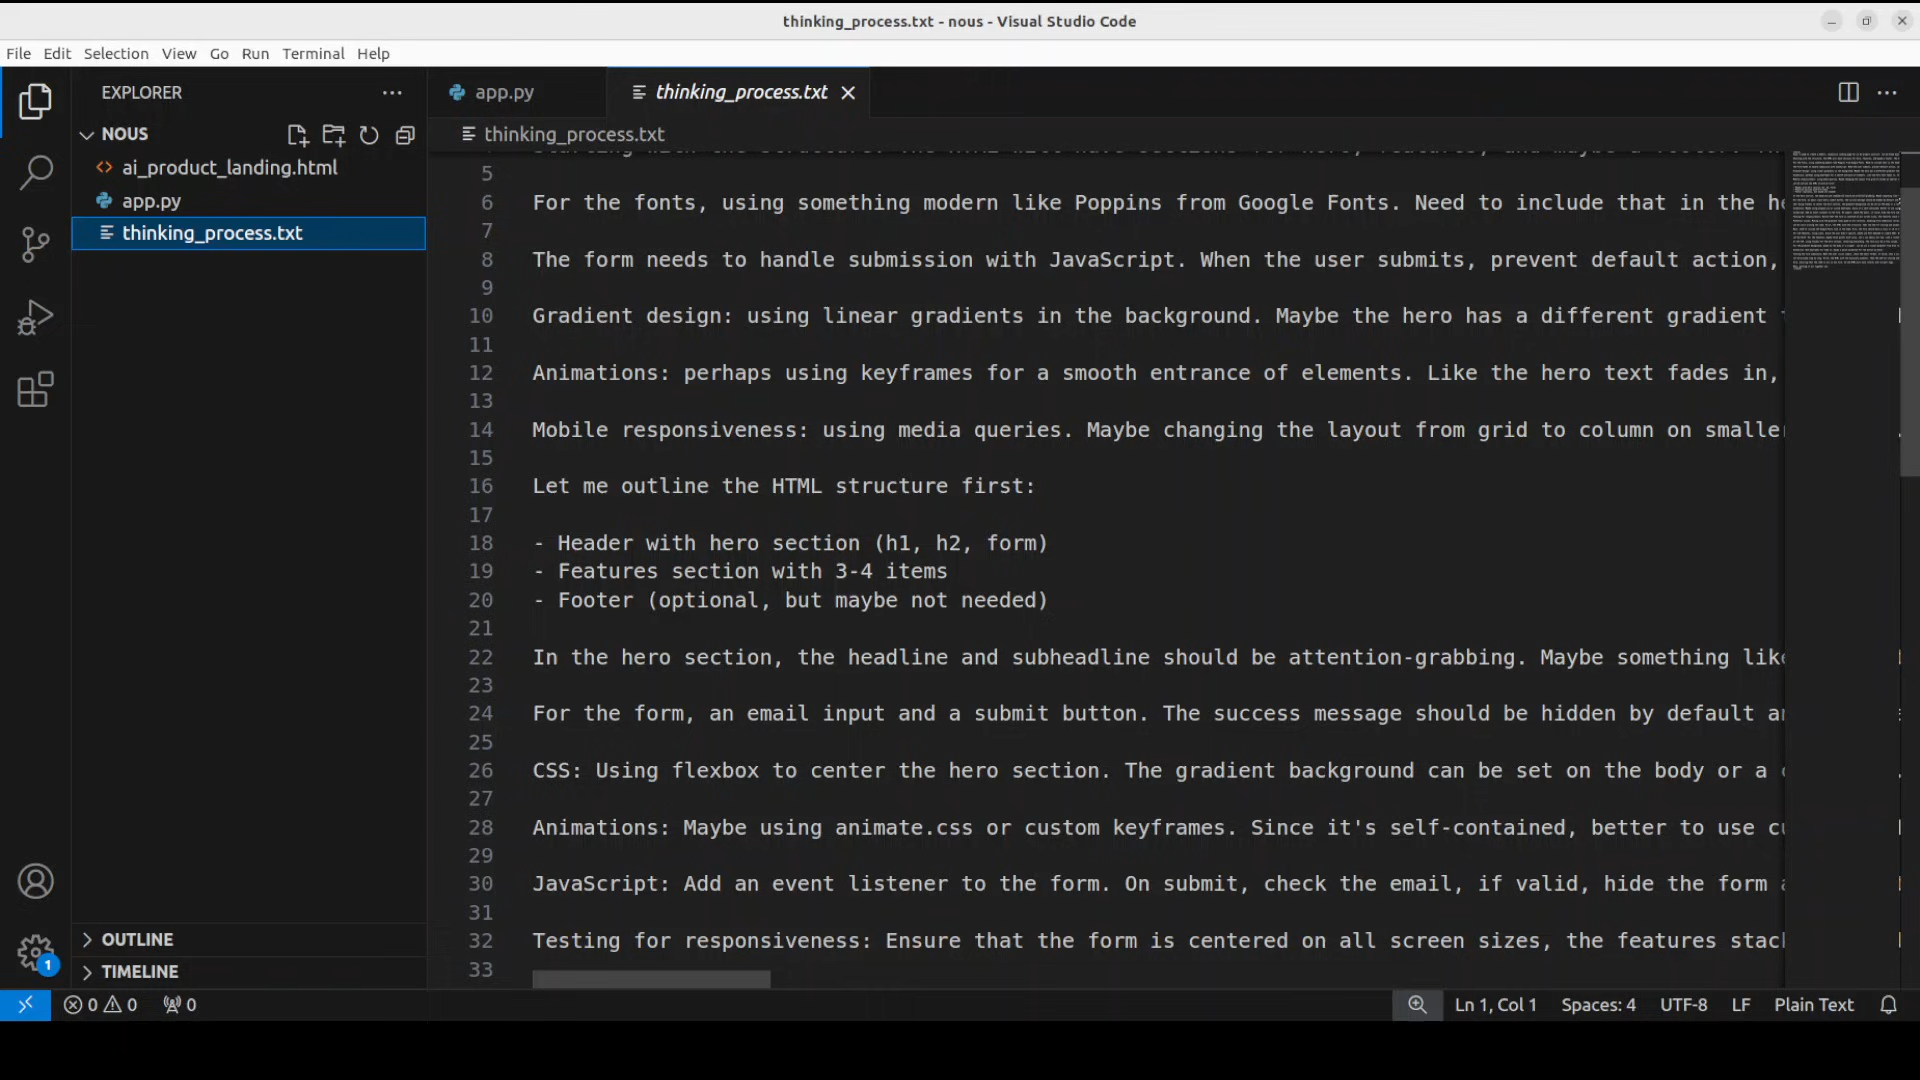 thinking_process.txt - nous - Visual Studio Code
File Edit Selection View Go Run Terminal Help
EXPLORER
NOUS
ai_product_landing.html
app.py
thinking_process.txt
OUTLINE
TIMELINE
1
app.py
thinking_process.txt
thinking_process.txt
5
6 For the fonts, using something modern like Poppins from Google Fonts. Need to include that in the
7
8 The form needs to handle submission with JavaScript. When the user submits, prevent default action,
9
10 Gradient design: using linear gradients in the background. Maybe the hero has a different gradient
11
12 Animations: perhaps using keyframes for a smooth entrance of elements. Like the hero text fades in,
13
14 Mobile responsiveness: using media queries. Maybe changing the layout from grid to column on smaller
15
16 Let me outline the HTML structure first:
17
18 - Header with hero section (h1, h2, form)
19 - Features section with 3-4 items
20 - Footer (optional, but maybe not needed)
21
22 In the hero section, the headline and subheadline should be attention-grabbing. Maybe something like
23
24 For the form, an email input and a submit button. The success message should be hidden by default
25
26 CSS: Using flexbox to center the hero section. The gradient background can be set on the body or a
27
28 Animations: Maybe using animate.css or custom keyframes. Since it's self-contained, better to use
29
30 JavaScript: Add an event listener to the form. On submit, check the email, if valid, hide the form
31
32 Testing for responsiveness: Ensure that the form is centered on all screen sizes, the features stack
33
0 0 0
Ln 1, Col 1 Spaces: 4 UTF-8 LF Plain Text